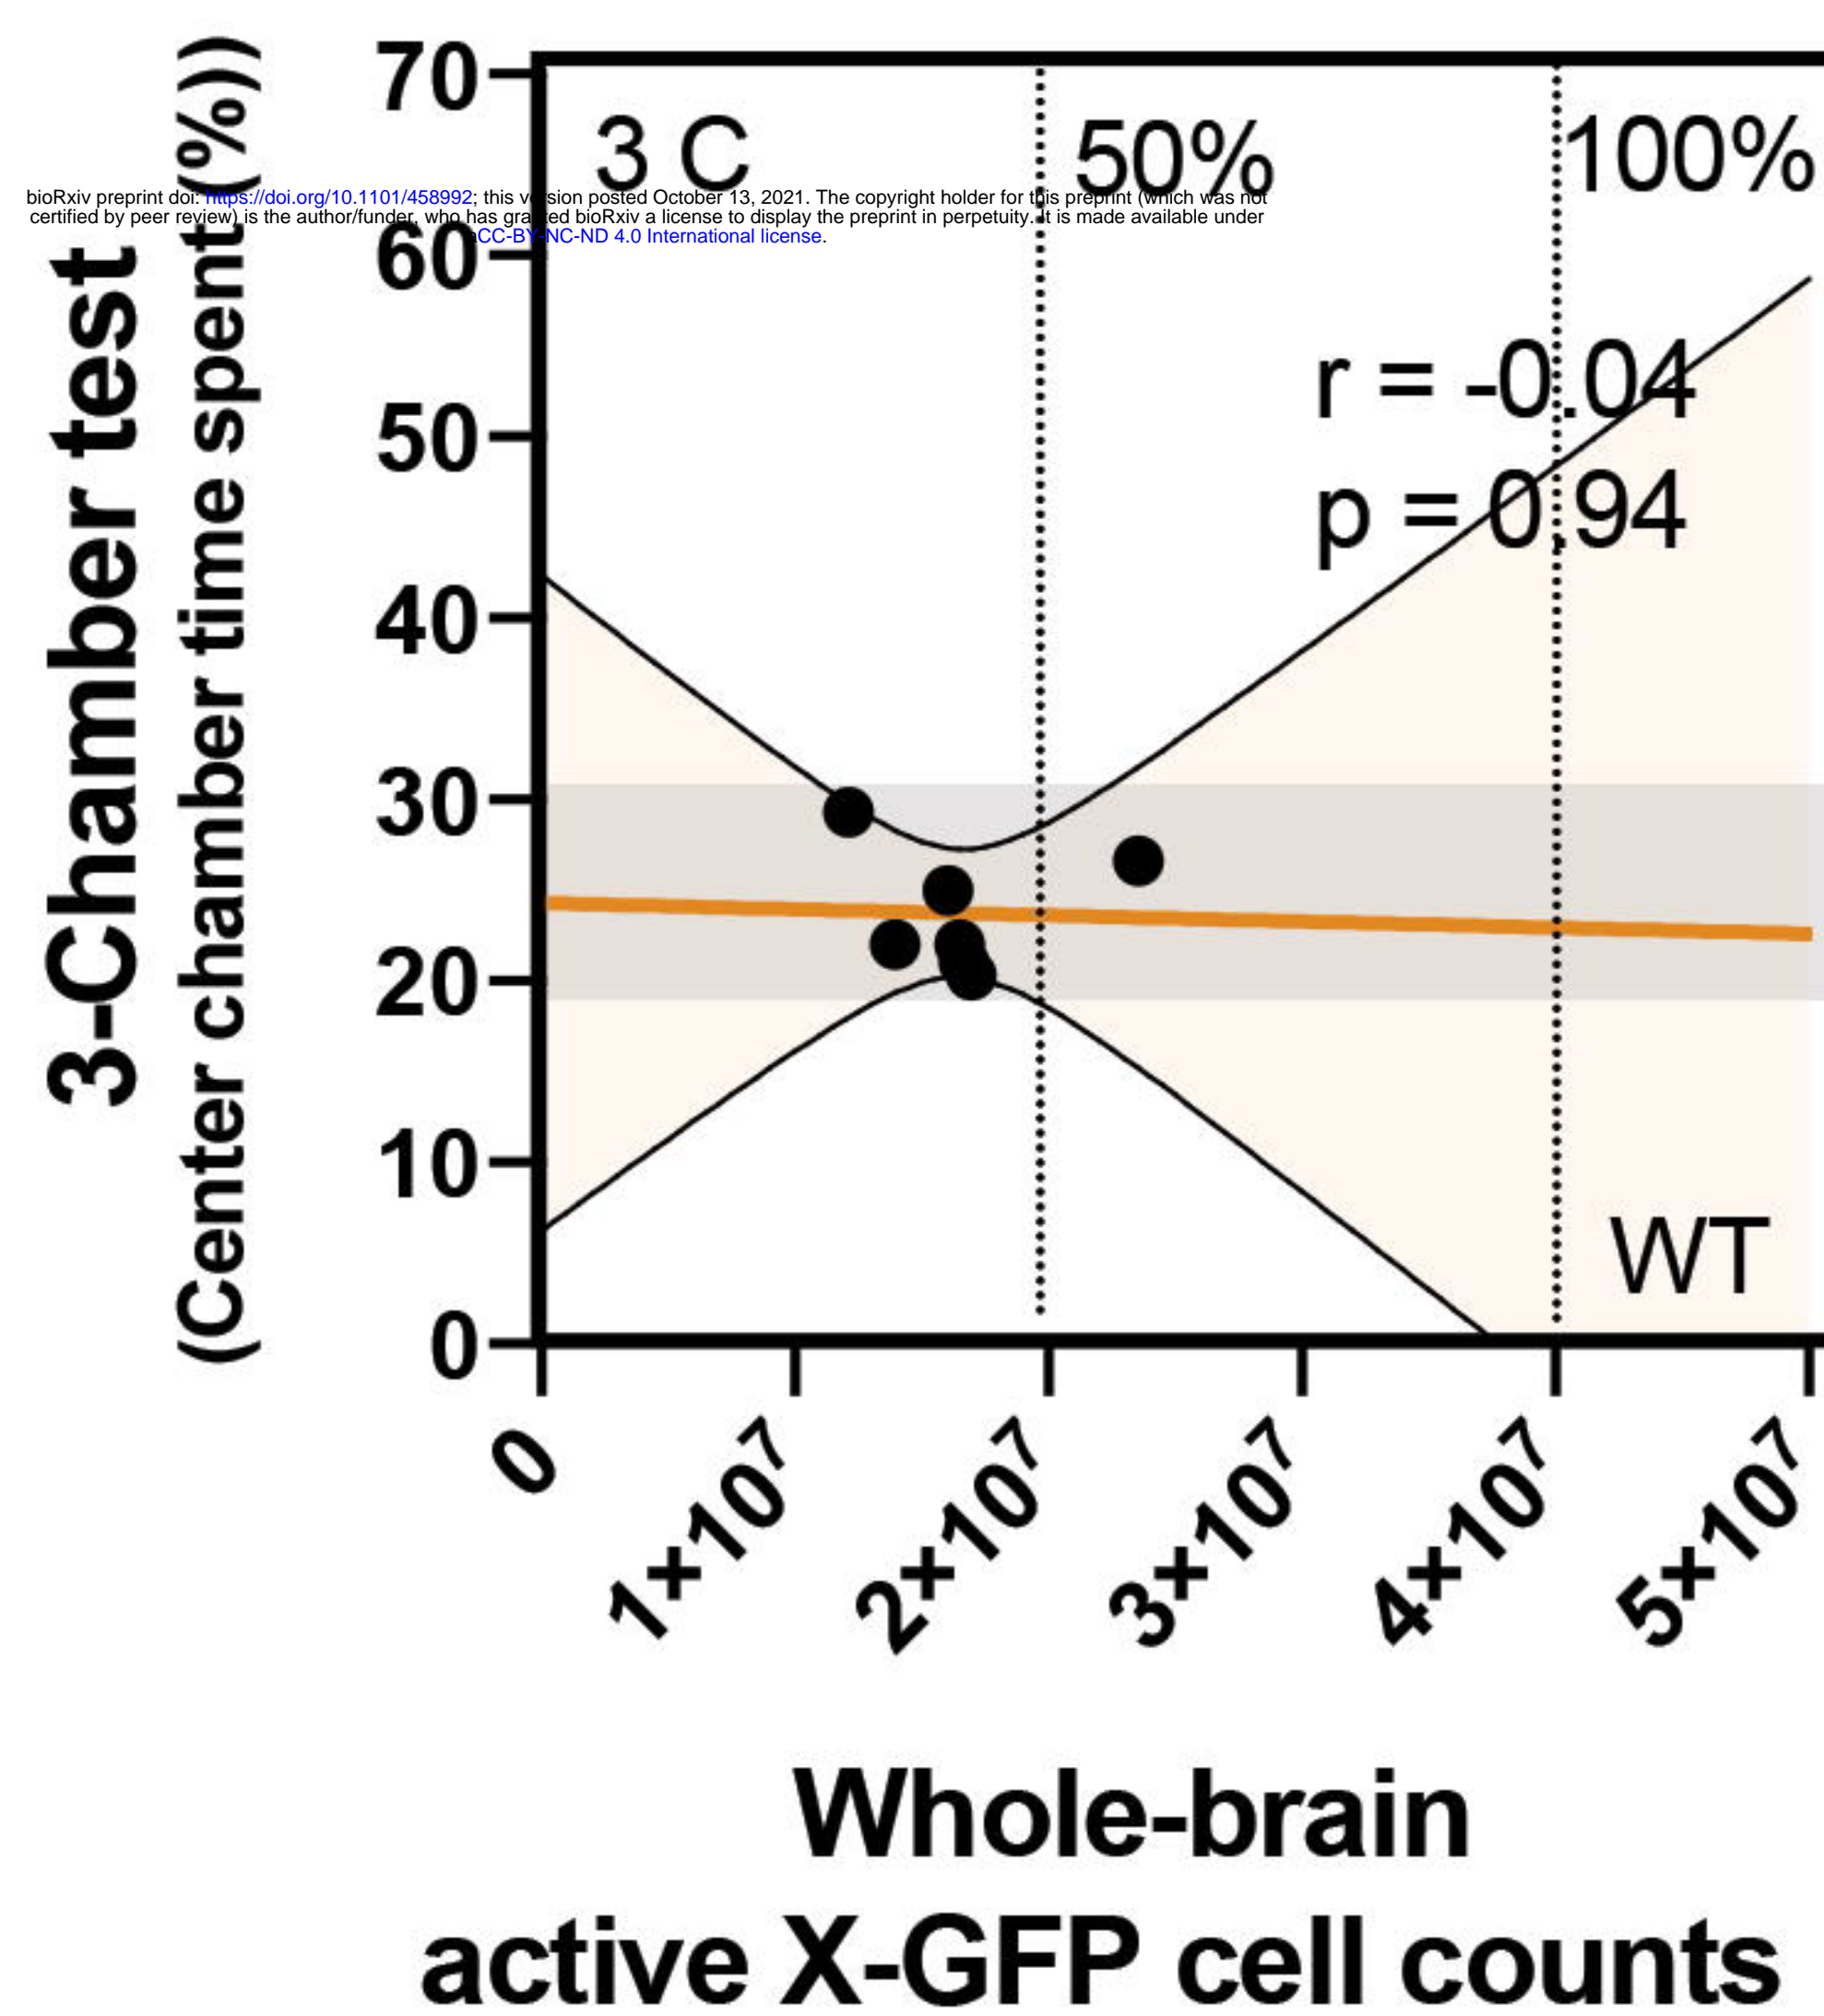 3-Chamber test
(Center chamber time spent (%))
70
60
50
40
30
20
10
0
3 C
50%
100%
bioRxiv preprint doi: https://doi.org/10.1101/458992; this version posted October 13, 2021. The copyright holder for this preprint (which was not
certified by peer review) is the author/funder, who has granted bioRxiv a license to display the preprint in perpetuity. It is made available under
aCC-BY-NC-ND 4.0 International license.
r = -0.04
p = 0.94
WT
0
1×10⁷
2×10⁷
3×10⁷
4×10⁷
5×10⁷
Whole-brain
active X-GFP cell counts